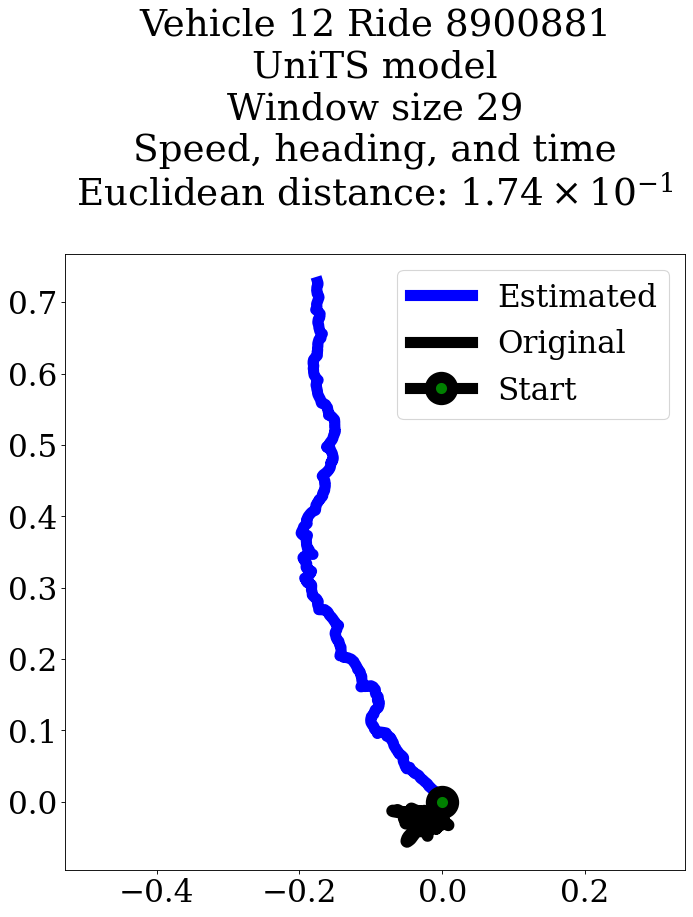 Vehicle 12 Ride 8900881
UniTS model
Window size 29
Speed, heading, and time
Euclidean distance: 1.74 × 10⁻¹
Estimated
Original
Start
0.7
0.6
0.5
0.4
0.3
0.2
0.1
0.0
−0.4
−0.2
0.0
0.2